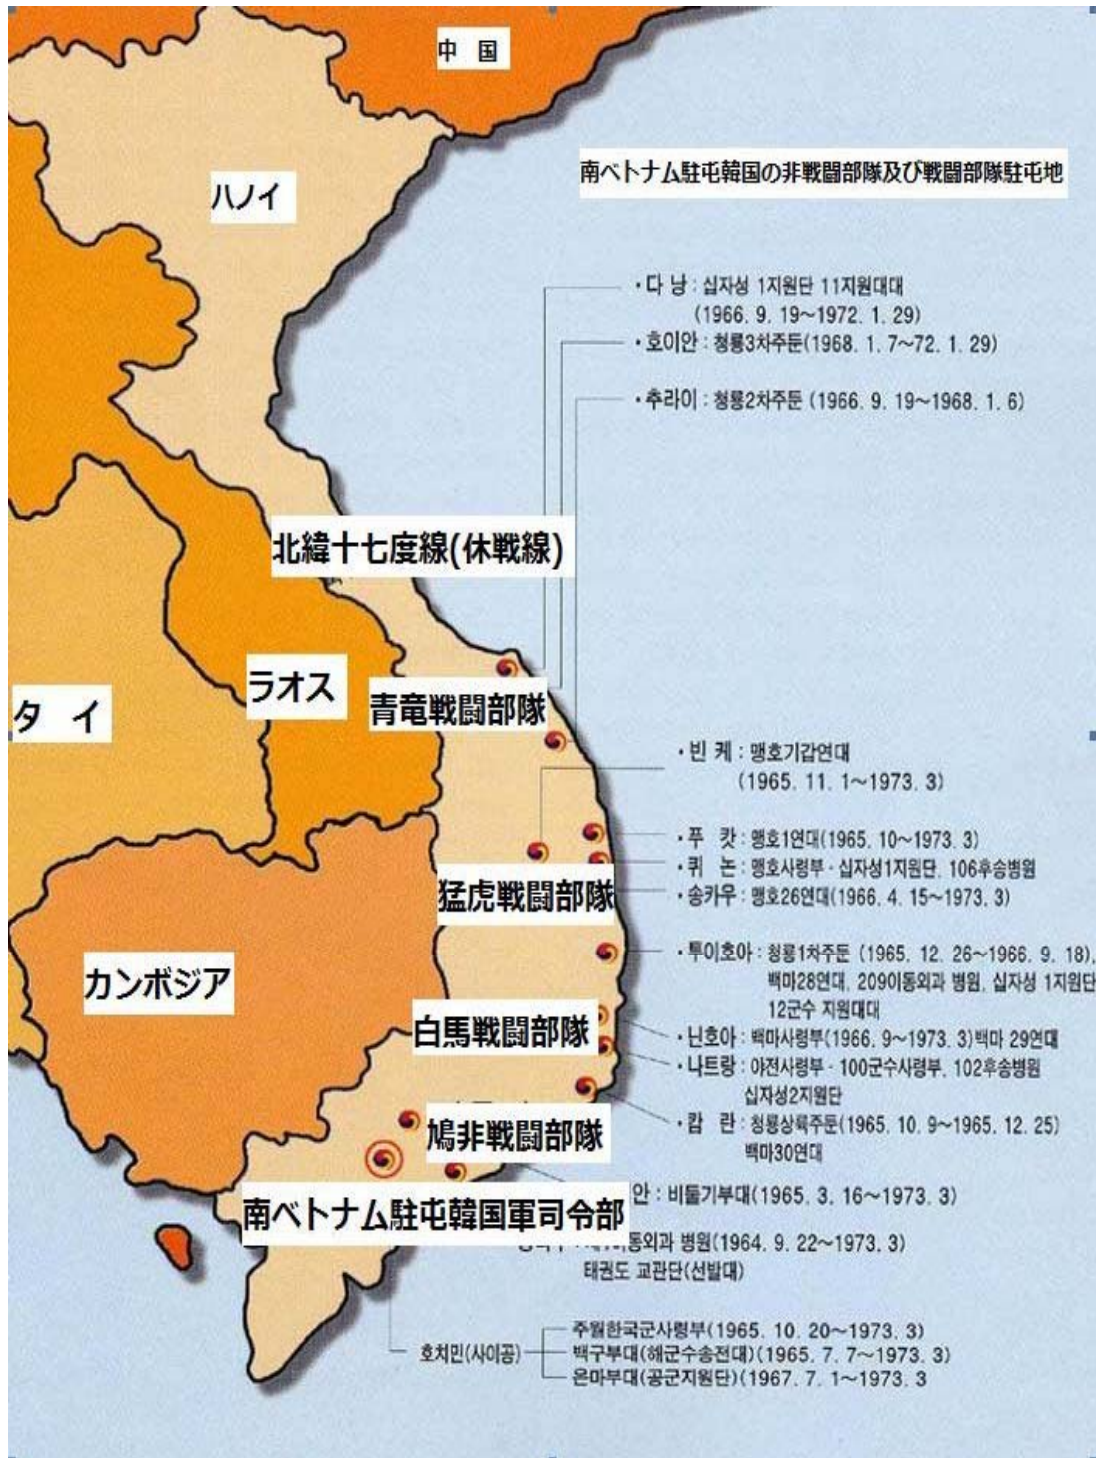 中 国
南ベトナム駐屯韓国の非戦闘部隊及び戦闘部隊駐屯地
ハノイ
・다 낭 : 십자성 1지원단 11지원대대
(1966. 9. 19～1972. 1. 29)
・호이안 : 청룡3차주둔(1968. 1. 7～72. 1. 29)
・추라이 : 청룡2차주둔 (1966. 9. 19～1968. 1. 6)
北緯十七度線(休戦線)
ラオス
タ イ
青竜戦闘部隊
・빈 케 : 맹호기갑연대
(1965. 11. 1～1973. 3)
・푸 캇 : 맹호1연대(1965. 10～1973. 3)
・퀴 논 : 맹호사령부·십자성1지원단, 106후송병원
・송카우 : 맹호26연대(1966. 4. 15～1973. 3)
猛虎戦闘部隊
・투이호아 : 청룡1차주둔 (1965. 12. 26～1966. 9. 18),
백마28연대, 209이동외과 병원, 십자성 1지원단
12군수 지원대대
カンボジア
白馬戦闘部隊
・닌호아 : 백마사령부(1966. 9～1973. 3)백마 29연대
・나트랑 : 야전사령부·100군수사령부, 102후송병원
십자성2지원단
・캄 란 : 청룡상륙주둔(1965. 10. 9～1965. 12. 25)
백마30연대
鳩非戦闘部隊
안 : 비둘기부대(1965. 3. 16～1973. 3)
南ベトナム駐屯韓国軍司令部
이동외과 병원(1964. 9. 22～1973. 3)
태권도 교관단(선발대)
호치민(사이공)
주월한국군사령부(1965. 10. 20～1973. 3)
백구부대(해군수송전대)(1965. 7. 7～1973. 3)
은마부대(공군지원단)(1967. 7. 1～1973. 3